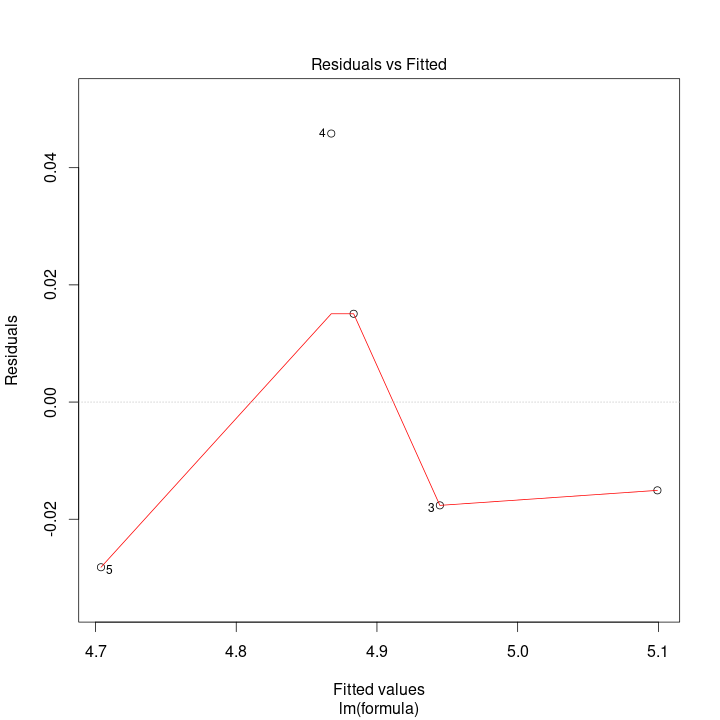 Residuals vs Fitted
4
0.04
0.02
Residuals
0.00
3
-0.02
5
4.7 4.8 4.9 5.0 5.1
Fitted values
lm(formula)